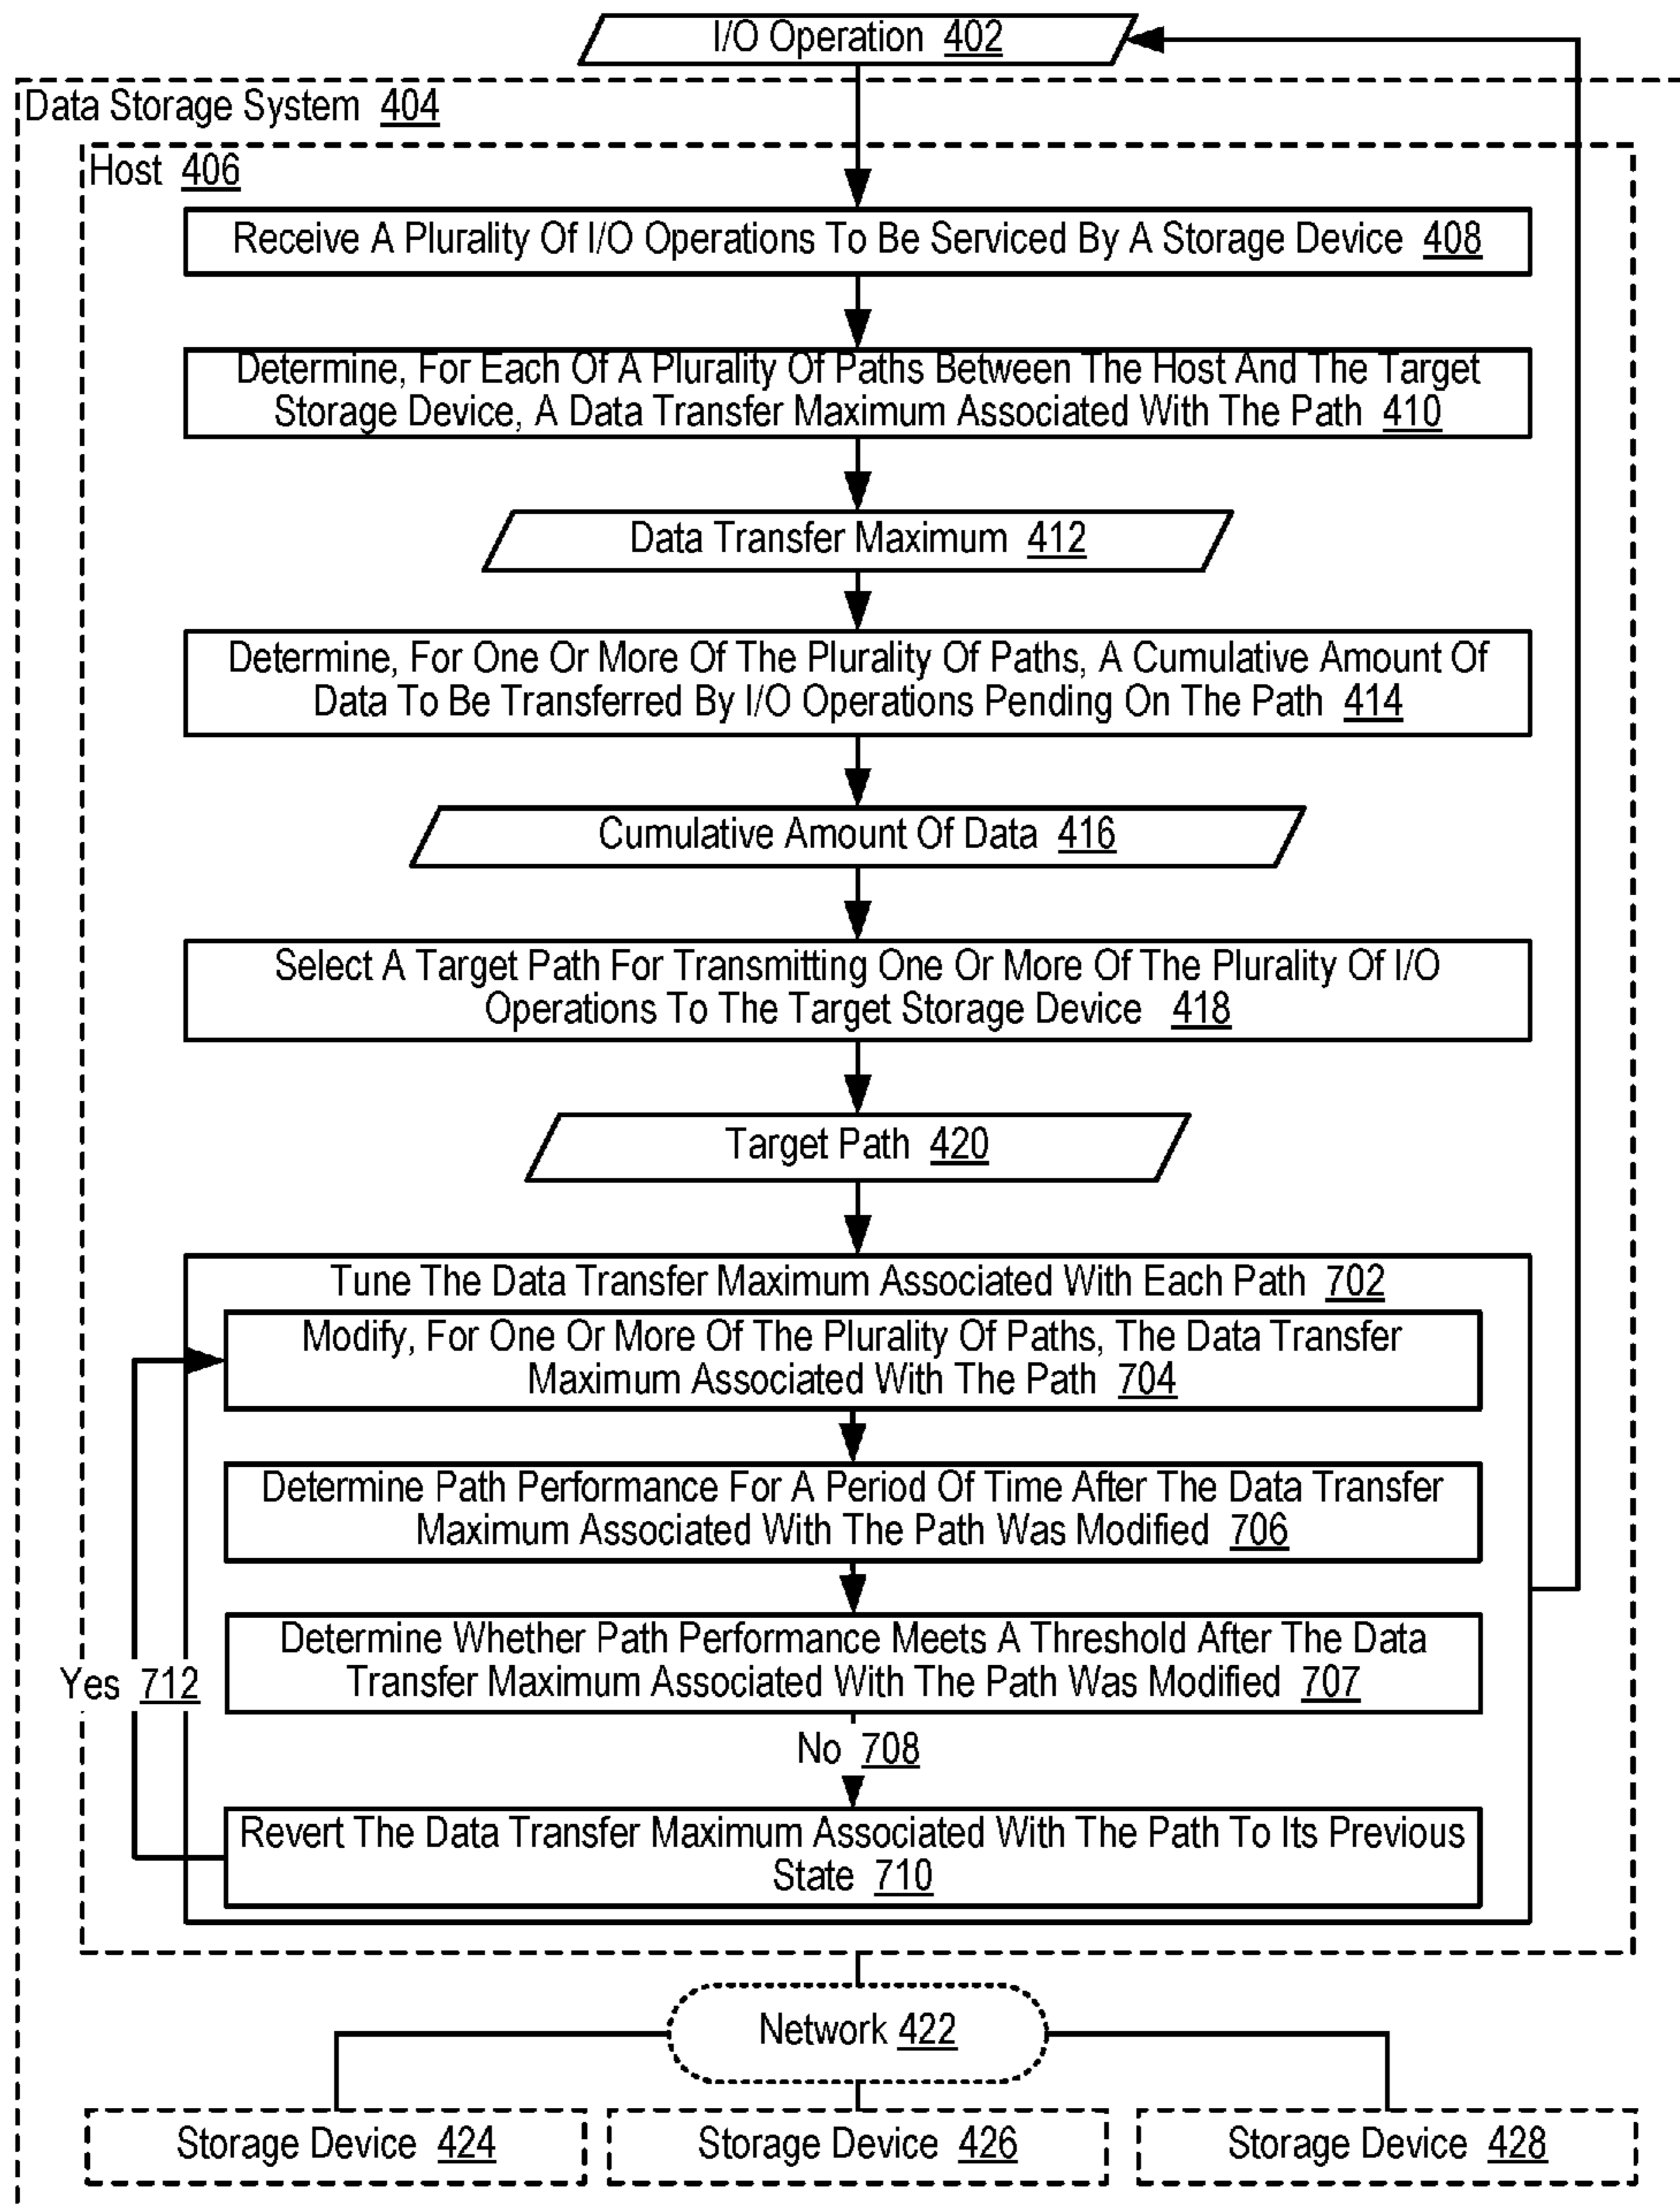 I/O Operation 402
Data Storage System 404
Host 406
Receive A Plurality Of I/O Operations To Be Serviced By A Storage Device 408
Determine, For Each Of A Plurality Of Paths Between The Host And The Target
Storage Device, A Data Transfer Maximum Associated With The Path 410
Data Transfer Maximum 412
Determine, For One Or More Of The Plurality Of Paths, A Cumulative Amount Of
Data To Be Transferred By I/O Operations Pending On The Path 414
Cumulative Amount Of Data 416
Select A Target Path For Transmitting One Or More Of The Plurality Of I/O
Operations To The Target Storage Device 418
Target Path 420
Tune The Data Transfer Maximum Associated With Each Path 702
Modify, For One Or More Of The Plurality Of Paths, The Data Transfer
Maximum Associated With The Path 704
Determine Path Performance For A Period Of Time After The Data Transfer
Maximum Associated With The Path Was Modified 706
Determine Whether Path Performance Meets A Threshold After The Data
Transfer Maximum Associated With The Path Was Modified 707
Yes 712
No 708
Revert The Data Transfer Maximum Associated With The Path To Its Previous
State 710
Network 422
Storage Device 424
Storage Device 426
Storage Device 428